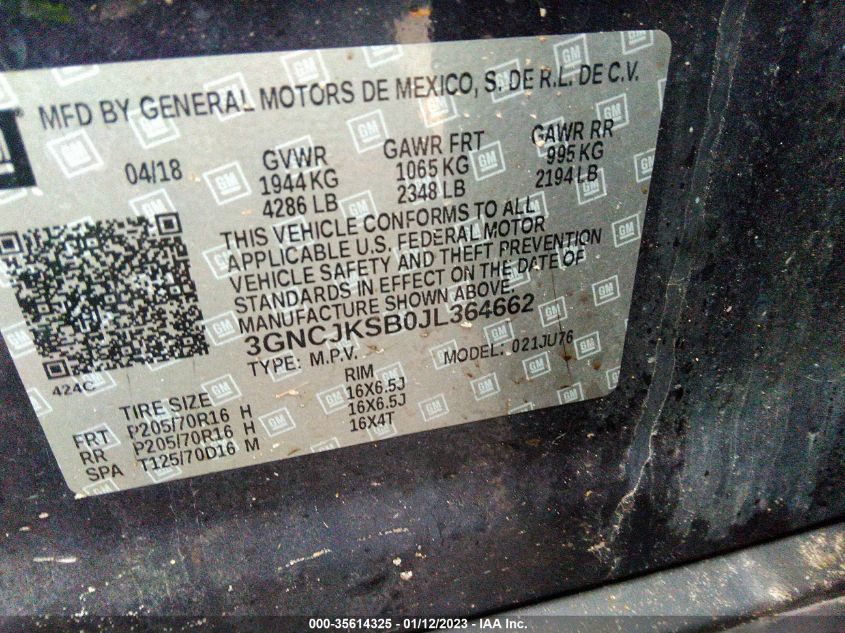 MFD BY GENERAL MOTORS DE MEXICO, S. DE R.L. DE C.V.
04/18 GVWR GAWR FRT GAWR RR
1944 KG 1065 KG 995 KG
4286 LB 2348 LB 2194 LB
THIS VEHICLE CONFORMS TO ALL
APPLICABLE U.S. FEDERAL MOTOR
VEHICLE SAFETY AND THEFT PREVENTION
STANDARDS IN EFFECT ON THE DATE OF
MANUFACTURE SHOWN ABOVE.
3GNCJKSB0JL364662
TYPE: M.P.V. MODEL: 021JU76
424C
TIRE SIZE RIM
FRT P205/70R16 H 16X6.5J
RR P205/70R16 H 16X6.5J
SPA T125/70D16 M 16X4T
000-35614325 - 01/12/2023 - IAA Inc.